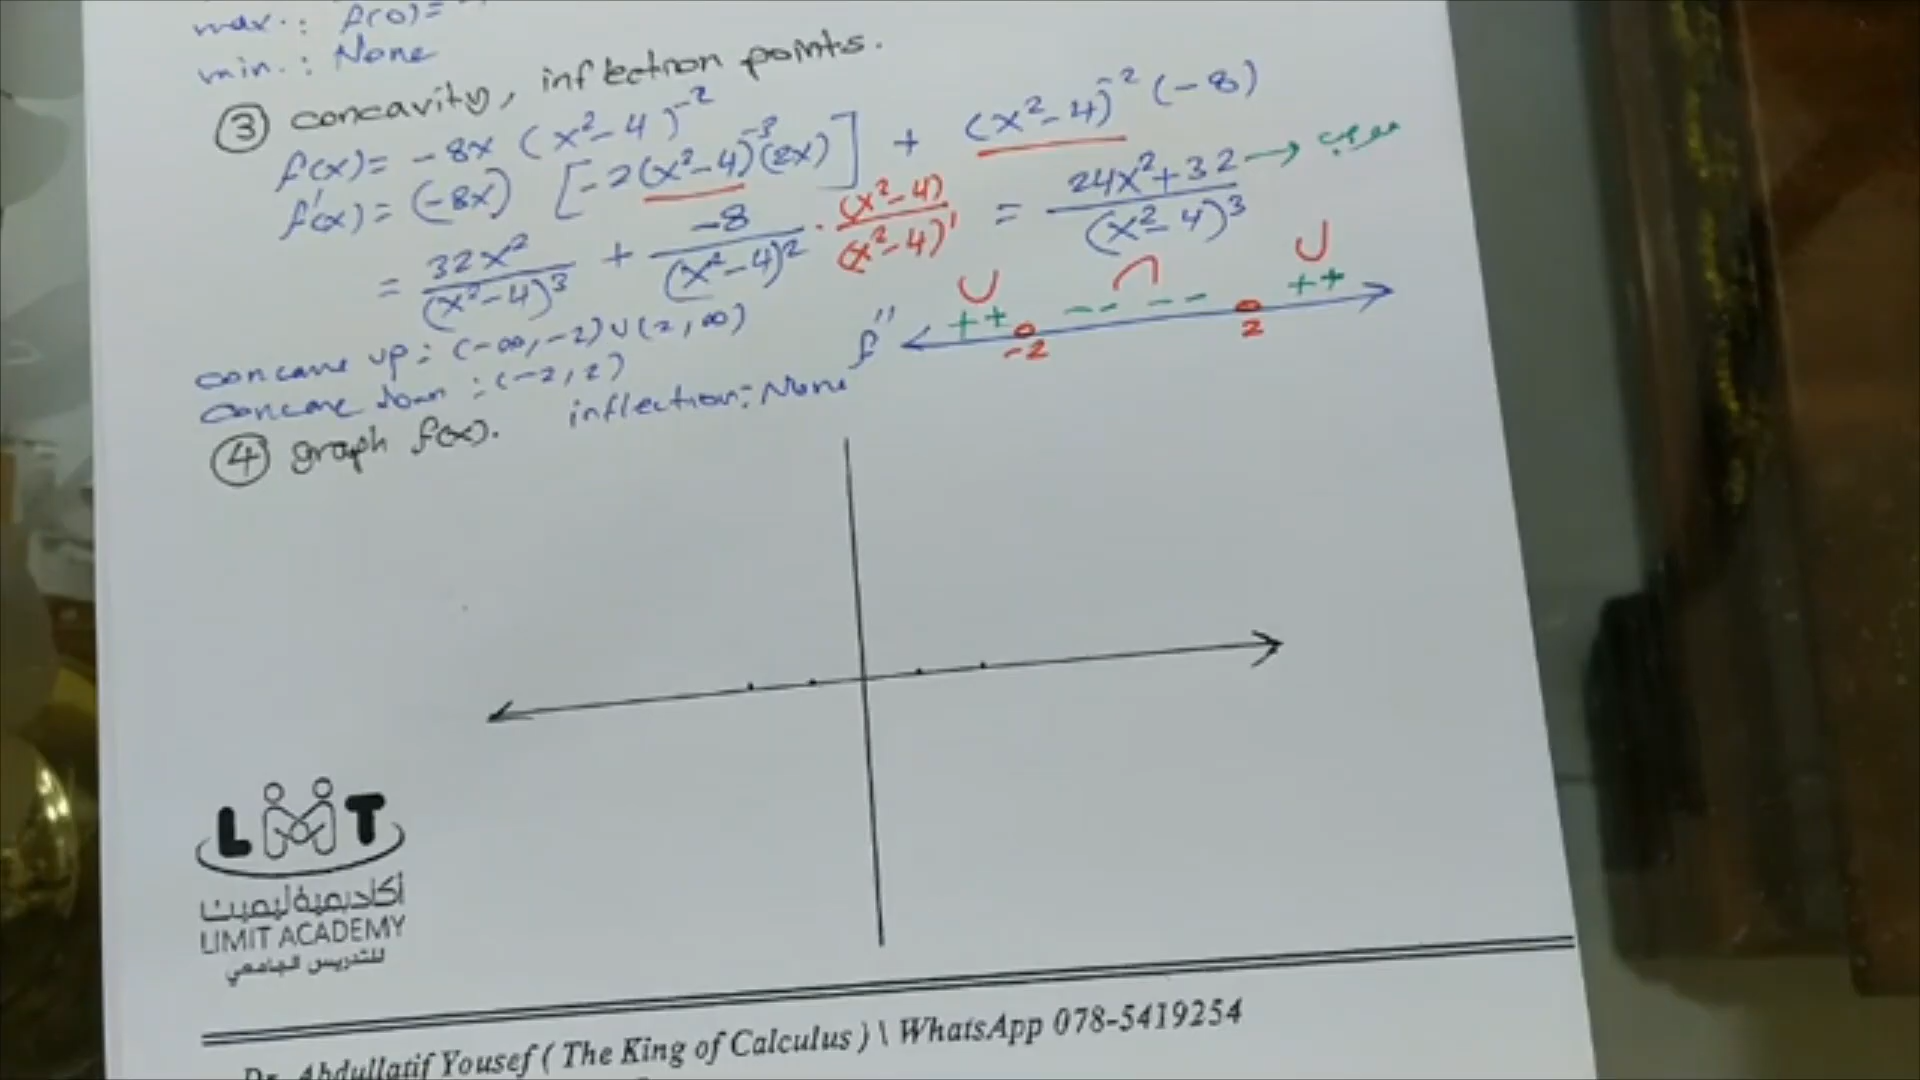 max.: f(0)=
min.: None
③ concavity, inflection points.
f(x) = -8x (x²-4)⁻²
f'(x) = (-8x) [-2(x²-4)⁻³(2x)] + (x²-4)⁻²(-8)
= 32x²/(x²-4)³ + -8/(x²-4)² · (x²-4)/(x²-4)' = 24x²+32/(x²-4)³ → موجب
∪ ∩ ∪
f'' ++ -- -- ++
-2 2
concave up: (-∞,-2)∪(2,∞)
concave down: (-2,2)
inflection: None
④ graph f(x).
LIMIT
أكاديمية ليميت
LIMIT ACADEMY
للتدريس الجامعي
Dr. Abdullatif Yousef ( The King of Calculus ) \ WhatsApp 078-5419254